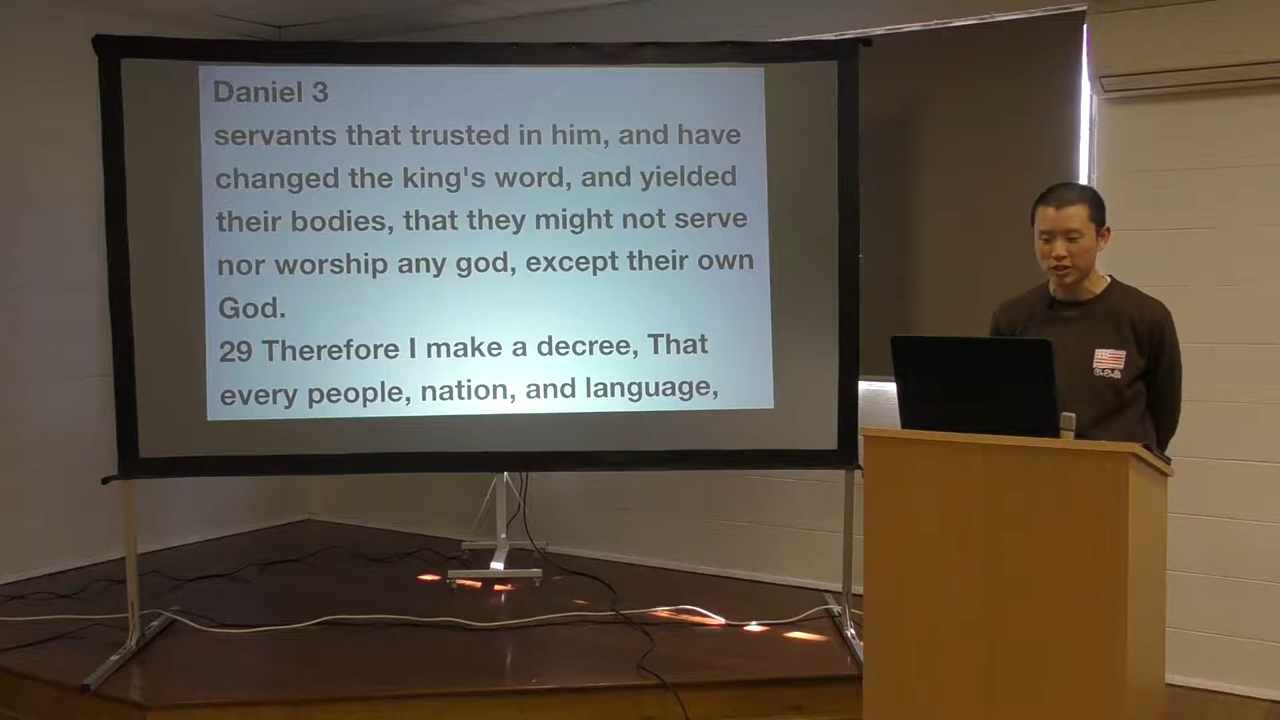 Daniel 3
servants that trusted in him, and have
changed the king's word, and yielded
their bodies, that they might not serve
nor worship any god, except their own
God.
29 Therefore I make a decree, That
every people, nation, and language,